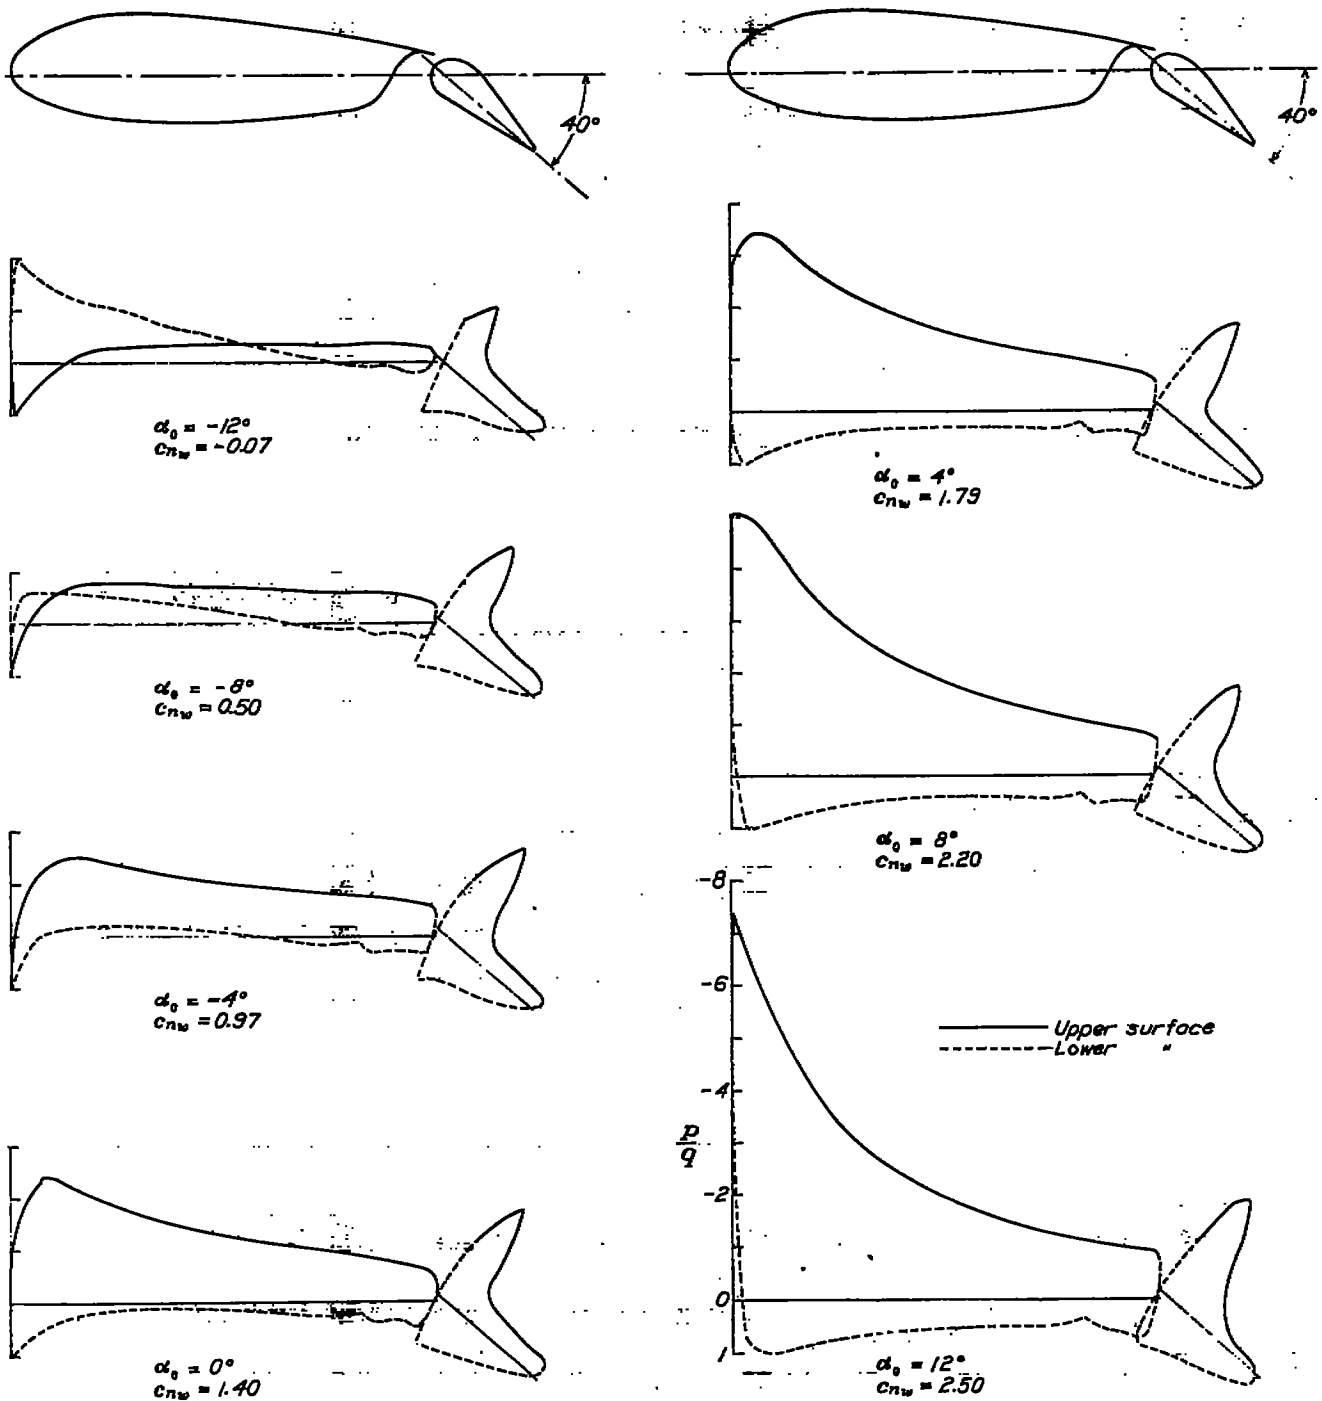 40°
40°
α₀ = -12°
cnw = -0.07
α₀ = -8°
cnw = 0.50
α₀ = -4°
cnw = 0.97
α₀ = 0°
cnw = 1.40
α₀ = 4°
cnw = 1.79
α₀ = 8°
cnw = 2.20
-8
-6
-4
p/q
-2
0
1
Upper surface
Lower "
α₀ = 12°
cnw = 2.50